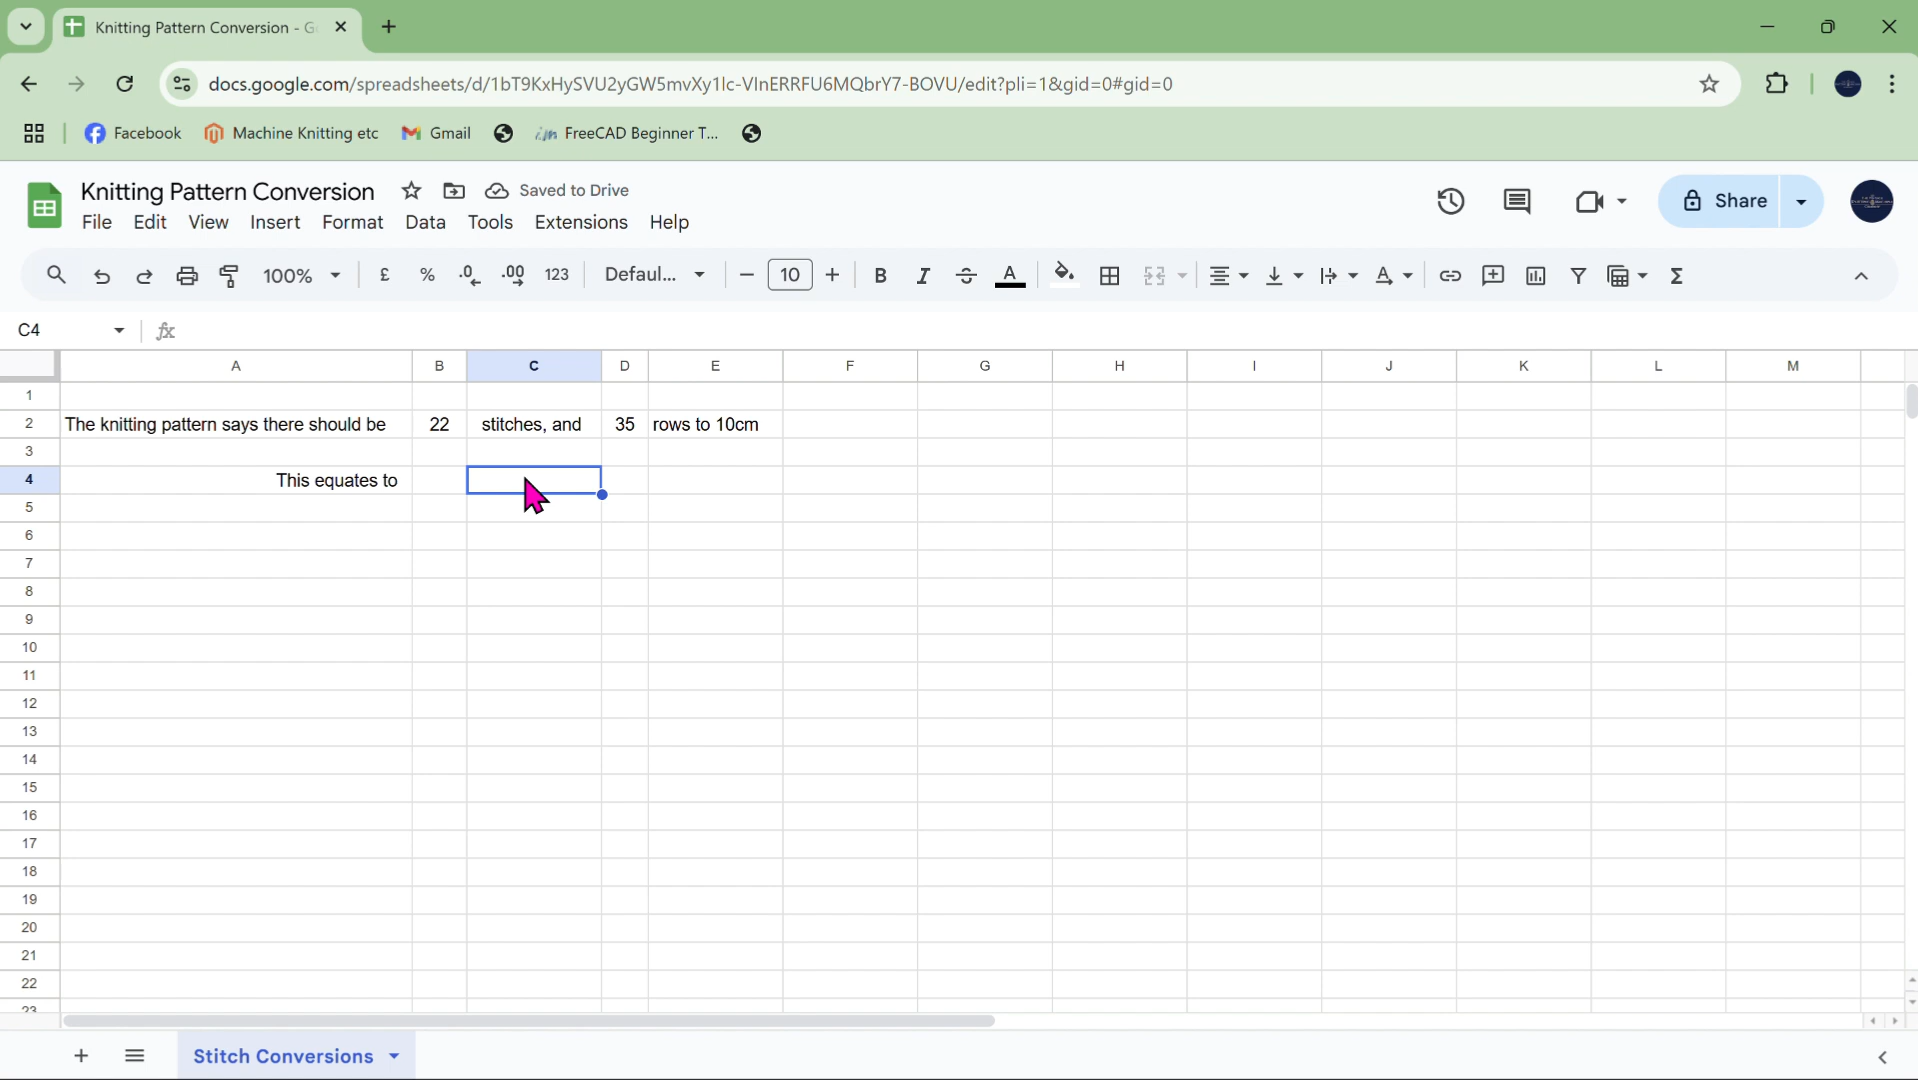 Knitting Pattern Conversion - G
docs.google.com/spreadsheets/d/1bT9KxHySVU2yGW5mvXy1lc-VlnERRFU6MQbrY7-BOVU/edit?pli=1&gid=0#gid=0
Facebook Machine Knitting etc Gmail FreeCAD Beginner T...
Knitting Pattern Conversion Saved to Drive
File Edit View Insert Format Data Tools Extensions Help
Share
100% £ % .0 .00 123 Defaul... 10 B I A A
C4 fx
A B C D E F G H I J K L M
1
2 The knitting pattern says there should be 22 stitches, and 35 rows to 10cm
3
4 This equates to
5
6
7
8
9
10
11
12
13
14
15
16
17
18
19
20
21
22
23
Stitch Conversions